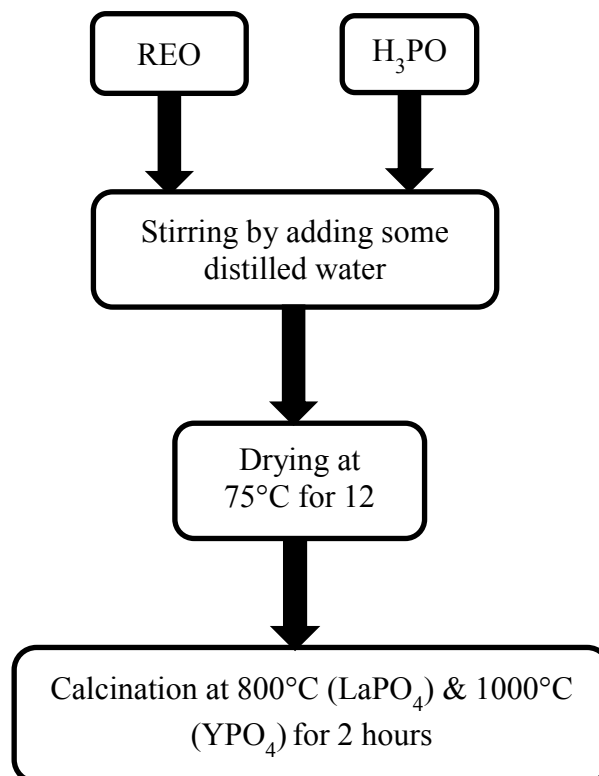 REO
H₃PO
Stirring by adding some
distilled water
Drying at
75°C for 12
Calcination at 800°C (LaPO₄) & 1000°C
(YPO₄) for 2 hours